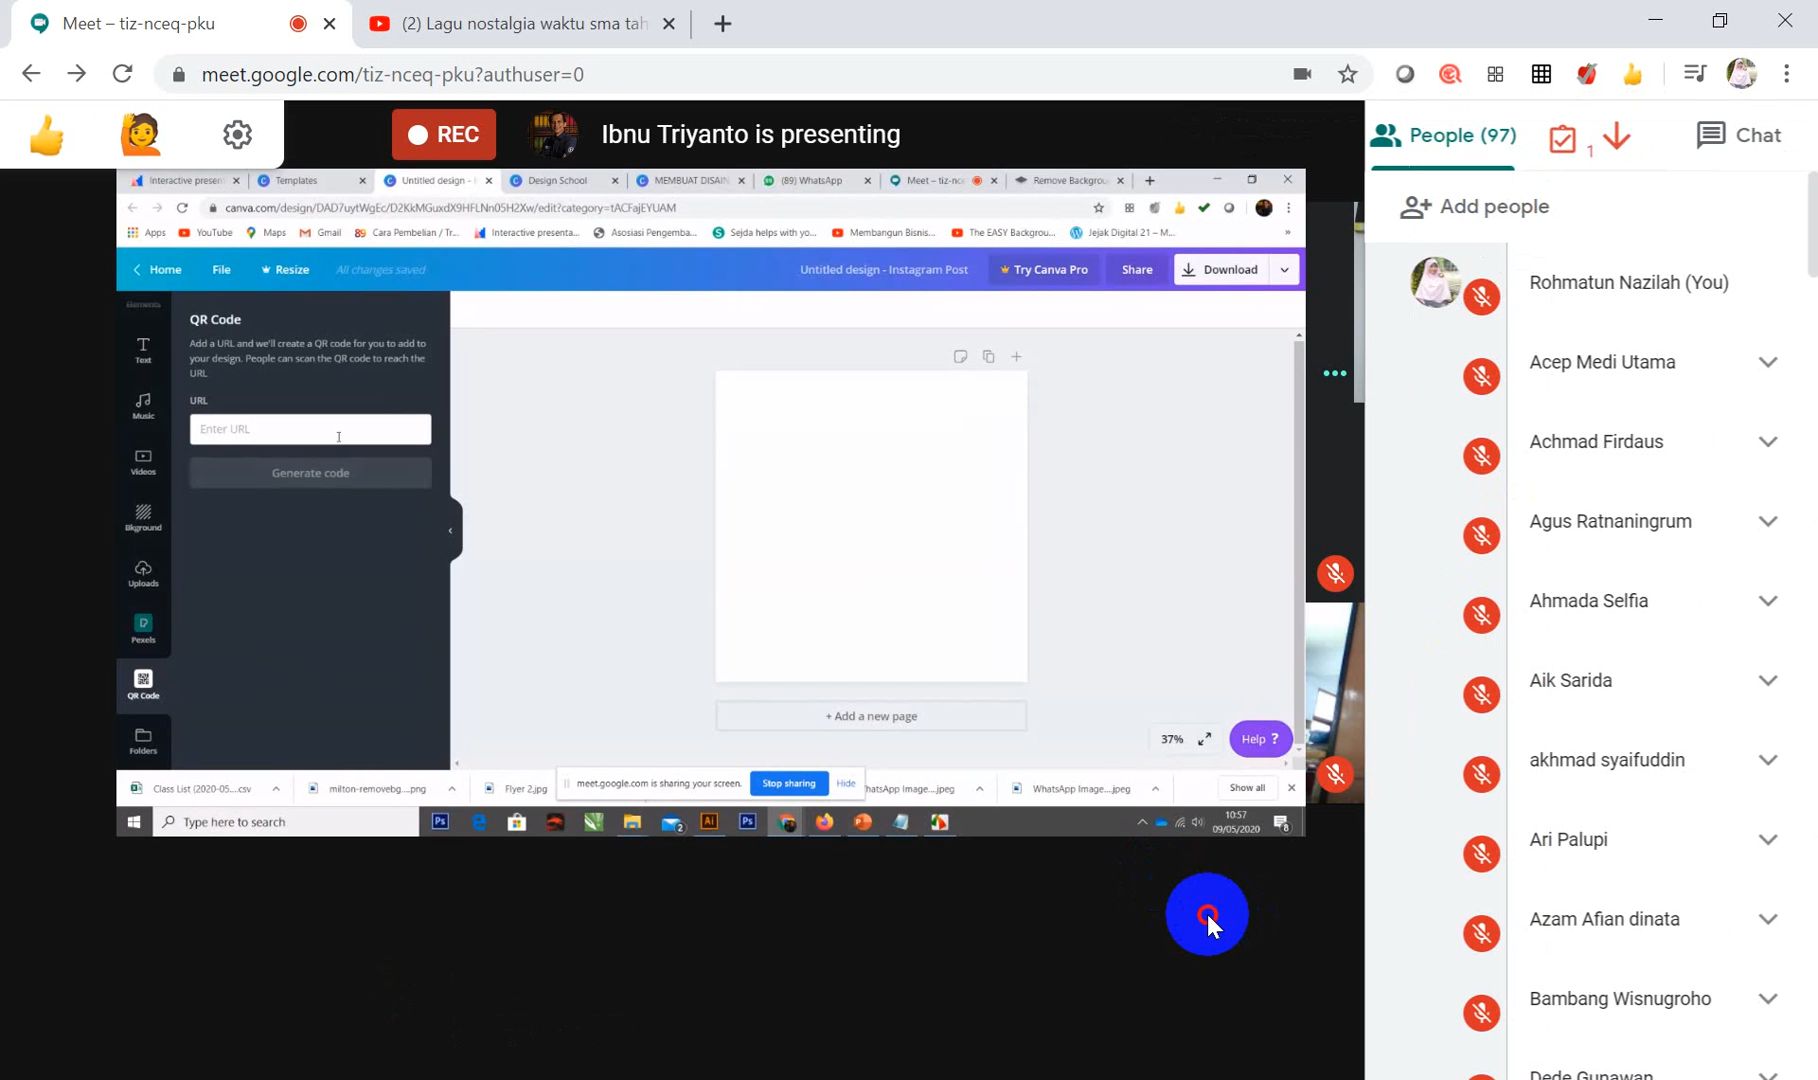 Meet – tiz-nceq-pku
(2) Lagu nostalgia waktu sma tah
meet.google.com/tiz-nceq-pku?authuser=0
REC
Ibnu Triyanto is presenting
People (97)
1
Chat
Interactive presen
Templates
Untitled design -
Design School
MEMBUAT DISAIN
(89) WhatsApp
Meet – tiz-nc
Remove Backgrou
canva.com/design/DAD7uytWgEc/D2KkMGuxdX9HFLNn05H2Xw/edit?category=tACFajEYUAM
Apps
YouTube
Maps
Gmail
Cara Pembelian / Tr...
Interactive presenta...
Asosiasi Pengemba...
Sejda helps with yo...
Membangun Bisnis...
The EASY Backgrou...
Jejak Digital 21 – M...
Home
File
Resize
All changes saved
Untitled design - Instagram Post
Try Canva Pro
Share
Download
Elements
Text
Music
Videos
Bkground
Uploads
Pexels
QR Code
Folders
QR Code
Add a URL and we'll create a QR code for you to add to
your design. People can scan the QR code to reach the
URL
URL
Enter URL
Generate code
+ Add a new page
37%
Help ?
Class List (2020-05....csv
milton-removebg....png
Flyer 2.jpg
meet.google.com is sharing your screen.
Stop sharing
Hide
hatsApp Image....jpeg
WhatsApp Image....jpeg
Show all
Type here to search
2
10:57
09/05/2020
8
Add people
Rohmatun Nazilah (You)
Acep Medi Utama
Achmad Firdaus
Agus Ratnaningrum
Ahmada Selfia
Aik Sarida
akhmad syaifuddin
Ari Palupi
Azam Afian dinata
Bambang Wisnugroho
Dede Gunawan